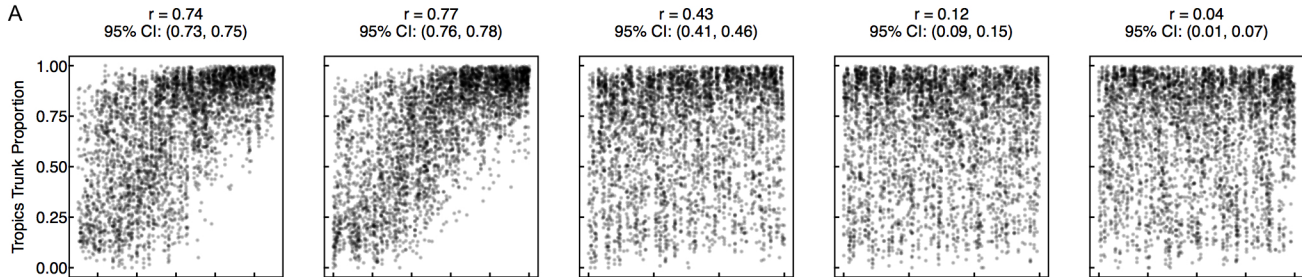 A
r = 0.74
95% CI: (0.73, 0.75)
r = 0.77
95% CI: (0.76, 0.78)
r = 0.43
95% CI: (0.41, 0.46)
r = 0.12
95% CI: (0.09, 0.15)
r = 0.04
95% CI: (0.01, 0.07)
Tropics Trunk Proportion
1.00
0.75
0.50
0.25
0.00